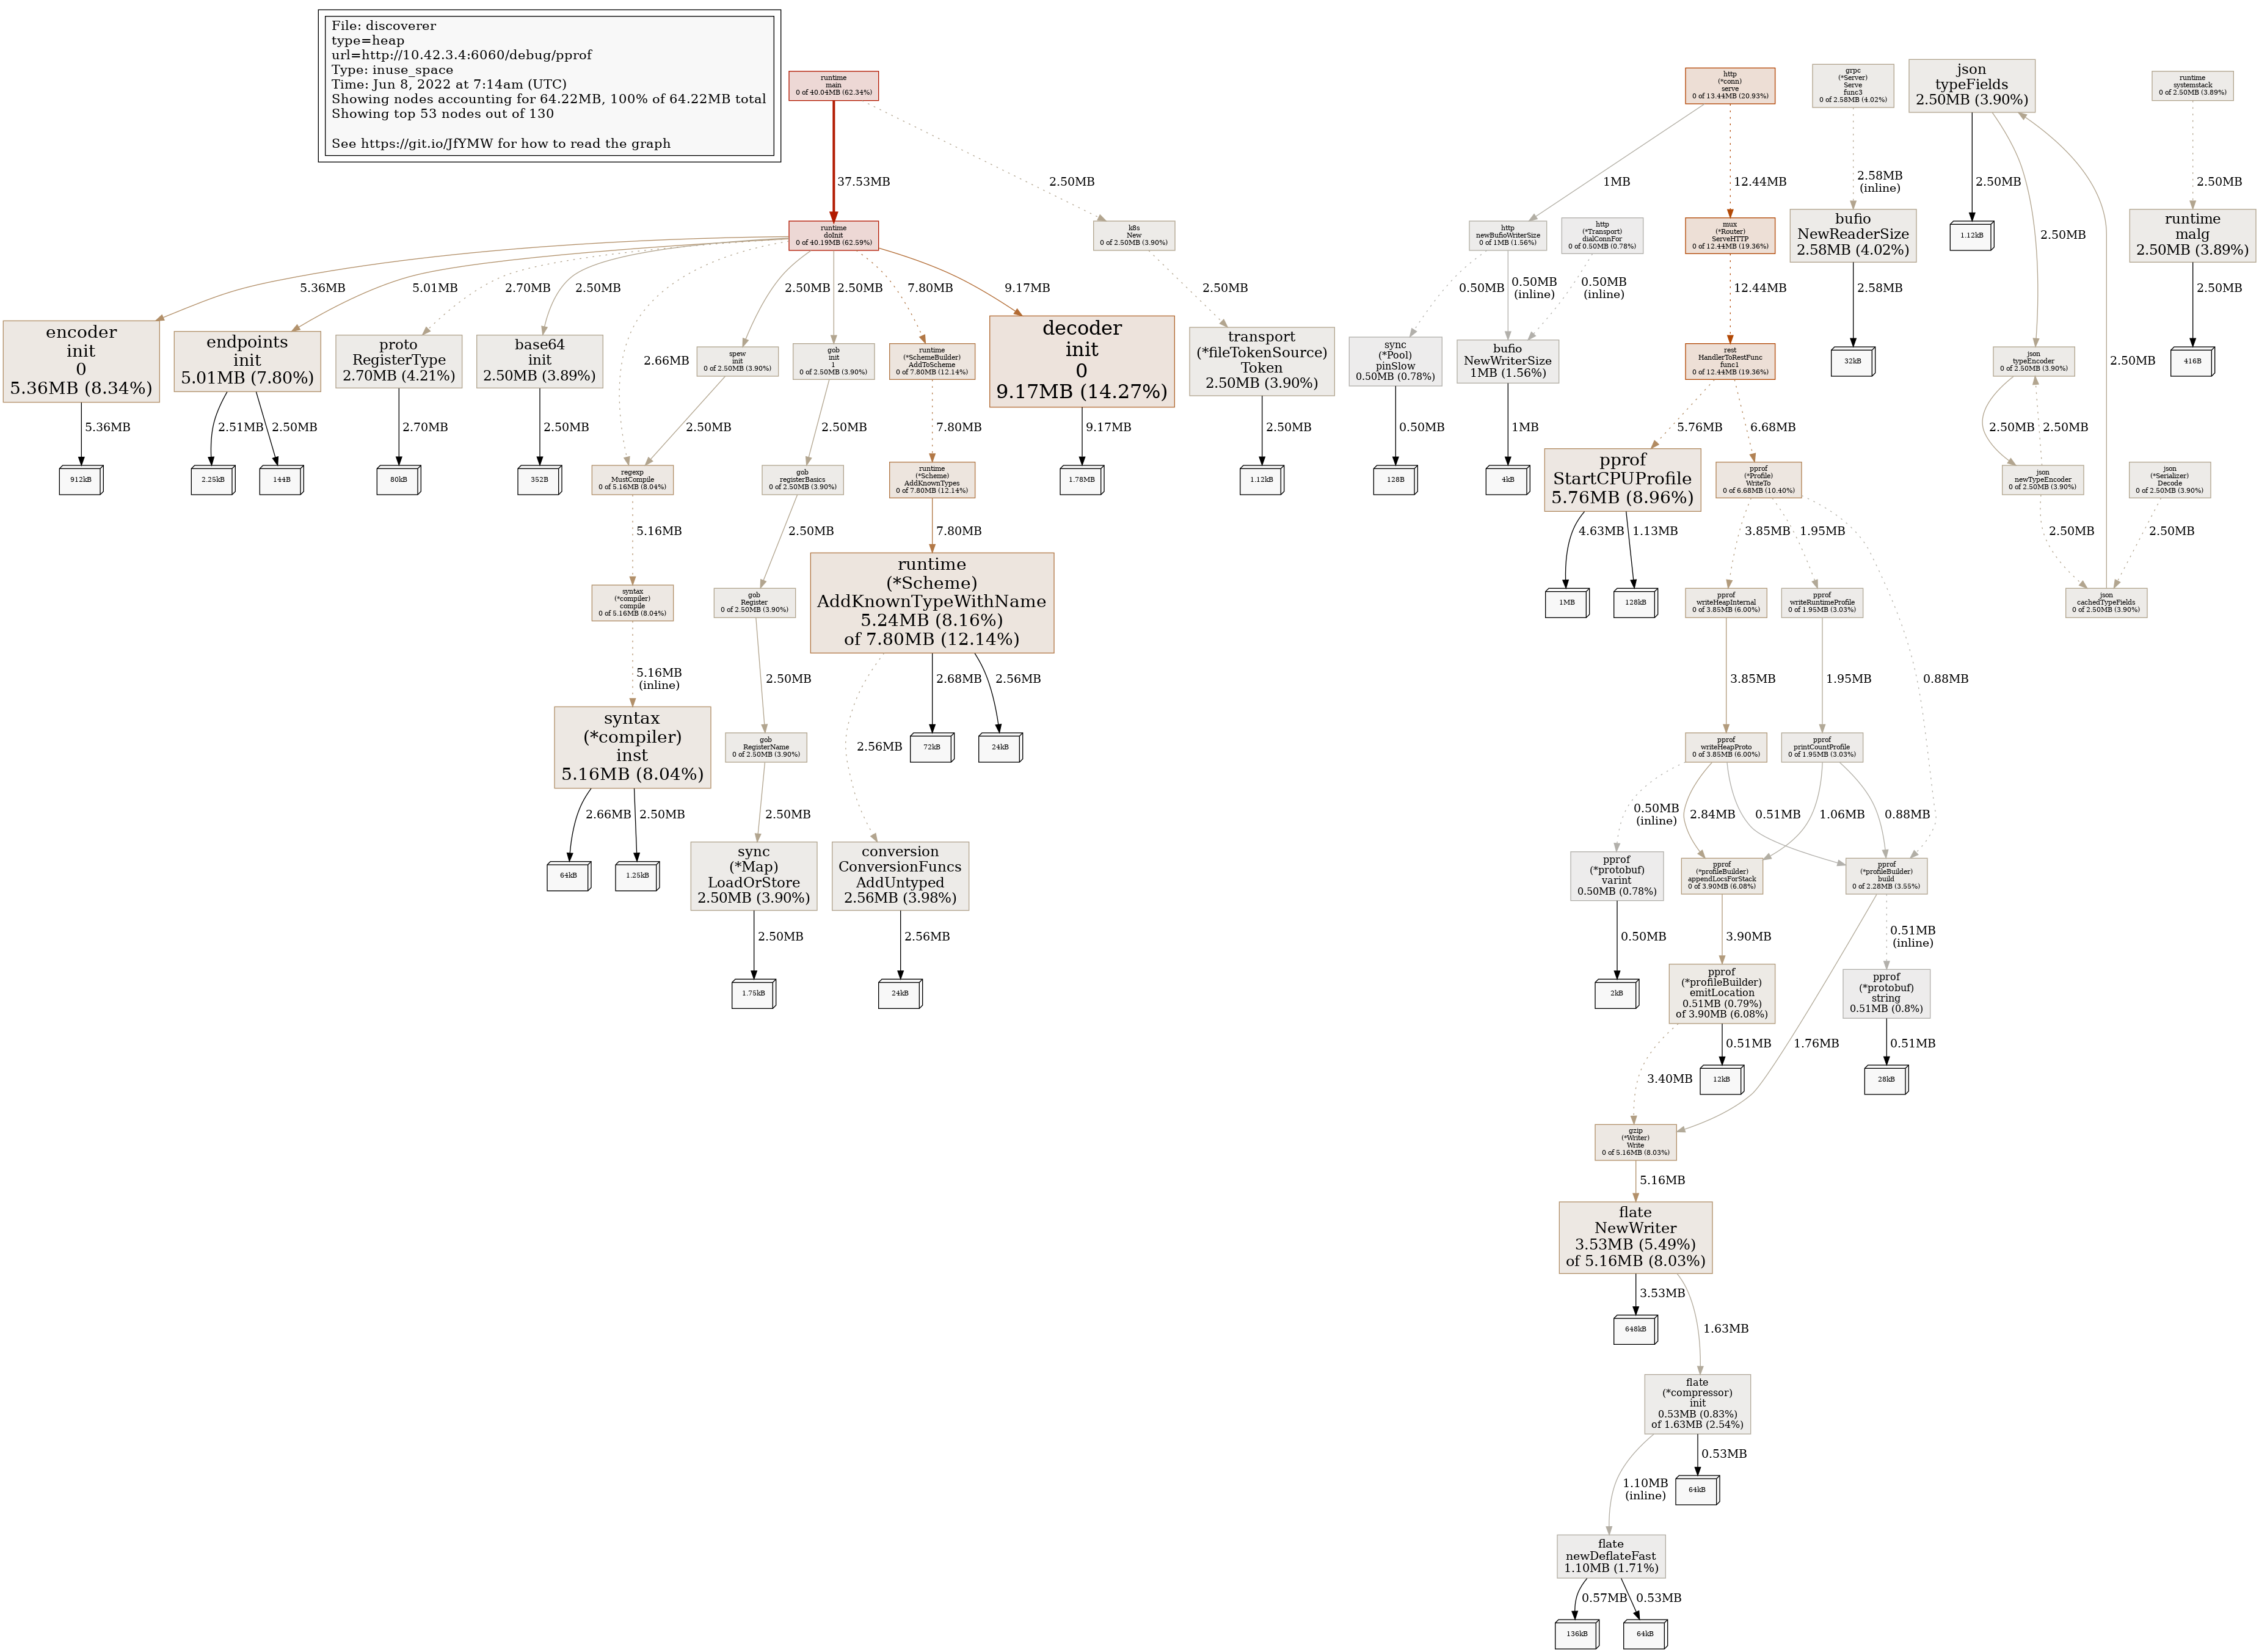 File: discoverer
type=heap
url=http://10.42.3.4:6060/debug/pprof
Type: inuse_space
Time: Jun 8, 2022 at 7:14am (UTC)
Showing nodes accounting for 64.22MB, 100% of 64.22MB total
Showing top 53 nodes out of 130
See https://git.io/JfYMW for how to read the graph
runtime
main
0 of 40.04MB (62.34%)
http
(*conn)
serve
0 of 13.44MB (20.93%)
grpc
(*Server)
Serve
func3
0 of 2.58MB (4.02%)
json
typeFields
2.50MB (3.90%)
runtime
systemstack
0 of 2.50MB (3.89%)
37.53MB
2.50MB
1MB
12.44MB
2.58MB
(inline)
2.50MB
2.50MB
2.50MB
runtime
doInit
0 of 40.19MB (62.59%)
k8s
New
0 of 2.50MB (3.90%)
http
newBufioWriterSize
0 of 1MB (1.56%)
http
(*Transport)
dialConnFor
0 of 0.50MB (0.78%)
mux
(*Router)
ServeHTTP
0 of 12.44MB (19.36%)
bufio
NewReaderSize
2.58MB (4.02%)
1.12kB
runtime
malg
2.50MB (3.89%)
5.36MB
5.01MB
2.70MB
2.50MB
2.66MB
2.50MB
2.50MB
7.80MB
9.17MB
2.50MB
0.50MB
0.50MB
(inline)
0.50MB
(inline)
12.44MB
2.58MB
2.50MB
2.50MB
encoder
init
0
5.36MB (8.34%)
endpoints
init
5.01MB (7.80%)
proto
RegisterType
2.70MB (4.21%)
base64
init
2.50MB (3.89%)
spew
init
0 of 2.50MB (3.90%)
gob
init
1
0 of 2.50MB (3.90%)
runtime
(*SchemeBuilder)
AddToScheme
0 of 7.80MB (12.14%)
decoder
init
0
9.17MB (14.27%)
transport
(*fileTokenSource)
Token
2.50MB (3.90%)
sync
(*Pool)
pinSlow
0.50MB (0.78%)
bufio
NewWriterSize
1MB (1.56%)
rest
HandlerToRestFunc
func1
0 of 12.44MB (19.36%)
32kB
json
typeEncoder
0 of 2.50MB (3.90%)
416B
5.36MB
2.51MB
2.50MB
2.70MB
2.50MB
2.50MB
2.50MB
7.80MB
9.17MB
2.50MB
0.50MB
1MB
5.76MB
6.68MB
2.50MB
2.50MB
912kB
2.25kB
144B
80kB
352B
regexp
MustCompile
0 of 5.16MB (8.04%)
gob
registerBasics
0 of 2.50MB (3.90%)
runtime
(*Scheme)
AddKnownTypes
0 of 7.80MB (12.14%)
1.78MB
1.12kB
128B
4kB
pprof
StartCPUProfile
5.76MB (8.96%)
pprof
(*Profile)
WriteTo
0 of 6.68MB (10.40%)
json
newTypeEncoder
0 of 2.50MB (3.90%)
json
(*Serializer)
Decode
0 of 2.50MB (3.90%)
5.16MB
2.50MB
7.80MB
4.63MB
1.13MB
3.85MB
1.95MB
2.50MB
2.50MB
syntax
(*compiler)
compile
0 of 5.16MB (8.04%)
gob
Register
0 of 2.50MB (3.90%)
runtime
(*Scheme)
AddKnownTypeWithName
5.24MB (8.16%)
of 7.80MB (12.14%)
1MB
128kB
pprof
writeHeapInternal
0 of 3.85MB (6.00%)
pprof
writeRuntimeProfile
0 of 1.95MB (3.03%)
json
cachedTypeFields
0 of 2.50MB (3.90%)
5.16MB
(inline)
2.50MB
2.56MB
2.68MB
2.56MB
3.85MB
1.95MB
0.88MB
syntax
(*compiler)
inst
5.16MB (8.04%)
gob
RegisterName
0 of 2.50MB (3.90%)
72kB
24kB
pprof
writeHeapProto
0 of 3.85MB (6.00%)
pprof
printCountProfile
0 of 1.95MB (3.03%)
2.66MB
2.50MB
2.50MB
0.50MB
(inline)
2.84MB
0.51MB
1.06MB
0.88MB
64kB
1.25kB
sync
(*Map)
LoadOrStore
2.50MB (3.90%)
conversion
ConversionFuncs
AddUntyped
2.56MB (3.98%)
pprof
(*protobuf)
varint
0.50MB (0.78%)
pprof
(*profileBuilder)
appendLocsForStack
0 of 3.90MB (6.08%)
pprof
(*profileBuilder)
build
0 of 2.28MB (3.55%)
2.50MB
2.56MB
0.50MB
3.90MB
0.51MB
(inline)
1.75kB
24kB
2kB
pprof
(*profileBuilder)
emitLocation
0.51MB (0.79%)
of 3.90MB (6.08%)
pprof
(*protobuf)
string
0.51MB (0.8%)
3.40MB
0.51MB
1.76MB
0.51MB
12kB
28kB
gzip
(*Writer)
Write
0 of 5.16MB (8.03%)
5.16MB
flate
NewWriter
3.53MB (5.49%)
of 5.16MB (8.03%)
3.53MB
1.63MB
648kB
flate
(*compressor)
init
0.53MB (0.83%)
of 1.63MB (2.54%)
1.10MB
(inline)
0.53MB
64kB
flate
newDeflateFast
1.10MB (1.71%)
0.57MB
0.53MB
136kB
64kB